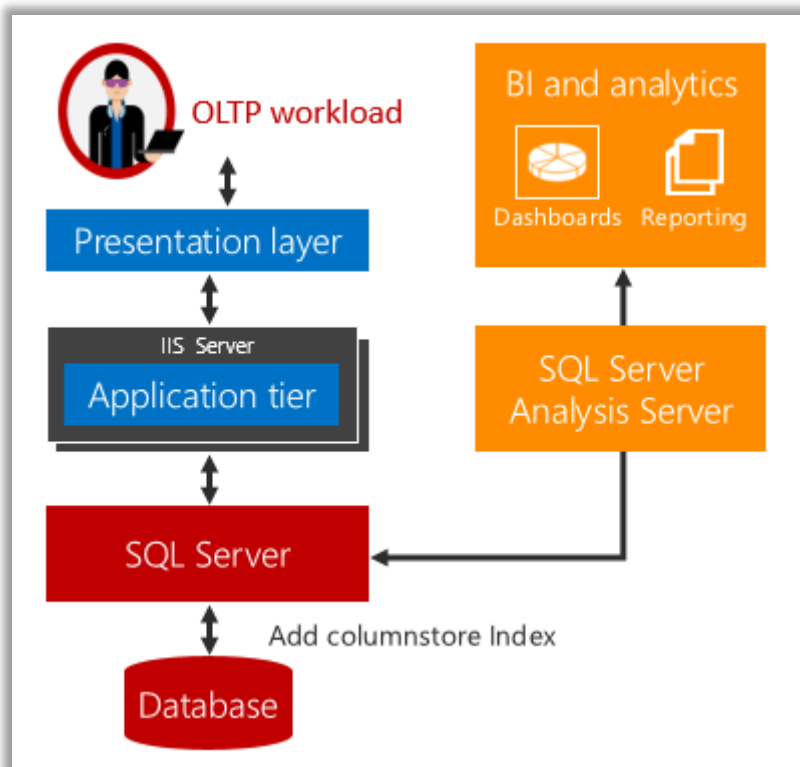 OLTP workload
Presentation layer
IIS Server
Application tier
SQL Server
Add columnstore Index
Database
BI and analytics
Dashboards Reporting
SQL Server
Analysis Server